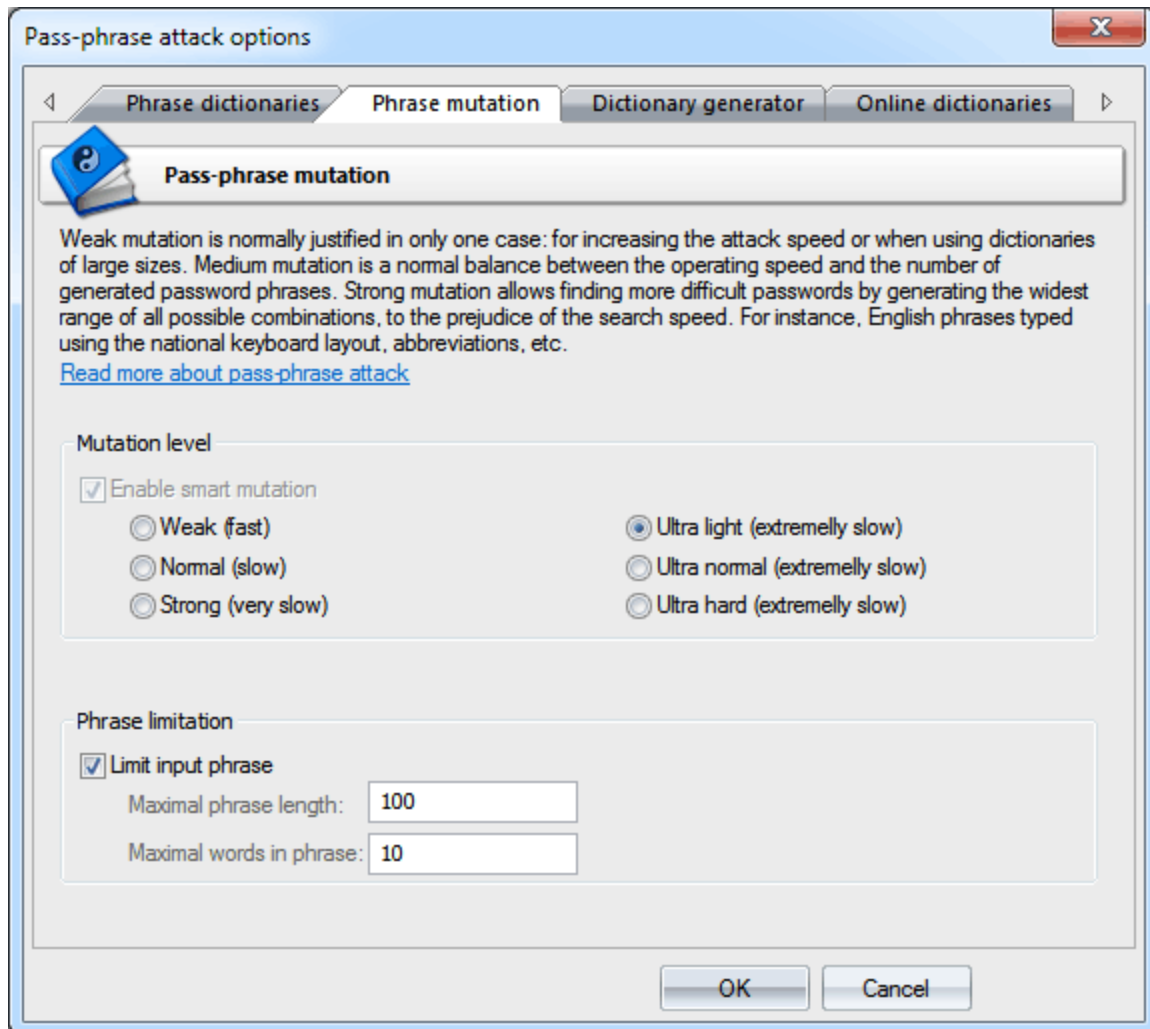 Pass-phrase attack options
Phrase dictionaries Phrase mutation Dictionary generator Online dictionaries
Pass-phrase mutation
Weak mutation is normally justified in only one case: for increasing the attack speed or when using dictionaries
of large sizes. Medium mutation is a normal balance between the operating speed and the number of
generated password phrases. Strong mutation allows finding more difficult passwords by generating the widest
range of all possible combinations, to the prejudice of the search speed. For instance, English phrases typed
using the national keyboard layout, abbreviations, etc.
Read more about pass-phrase attack
Mutation level
Enable smart mutation
Weak (fast) Ultra light (extremelly slow)
Normal (slow) Ultra normal (extremelly slow)
Strong (very slow) Ultra hard (extremelly slow)
Phrase limitation
Limit input phrase
Maximal phrase length: 100
Maximal words in phrase: 10
OK Cancel